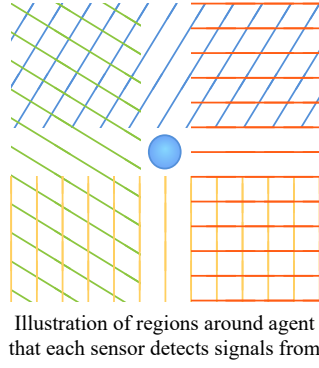 Illustration of regions around agent
that each sensor detects signals from